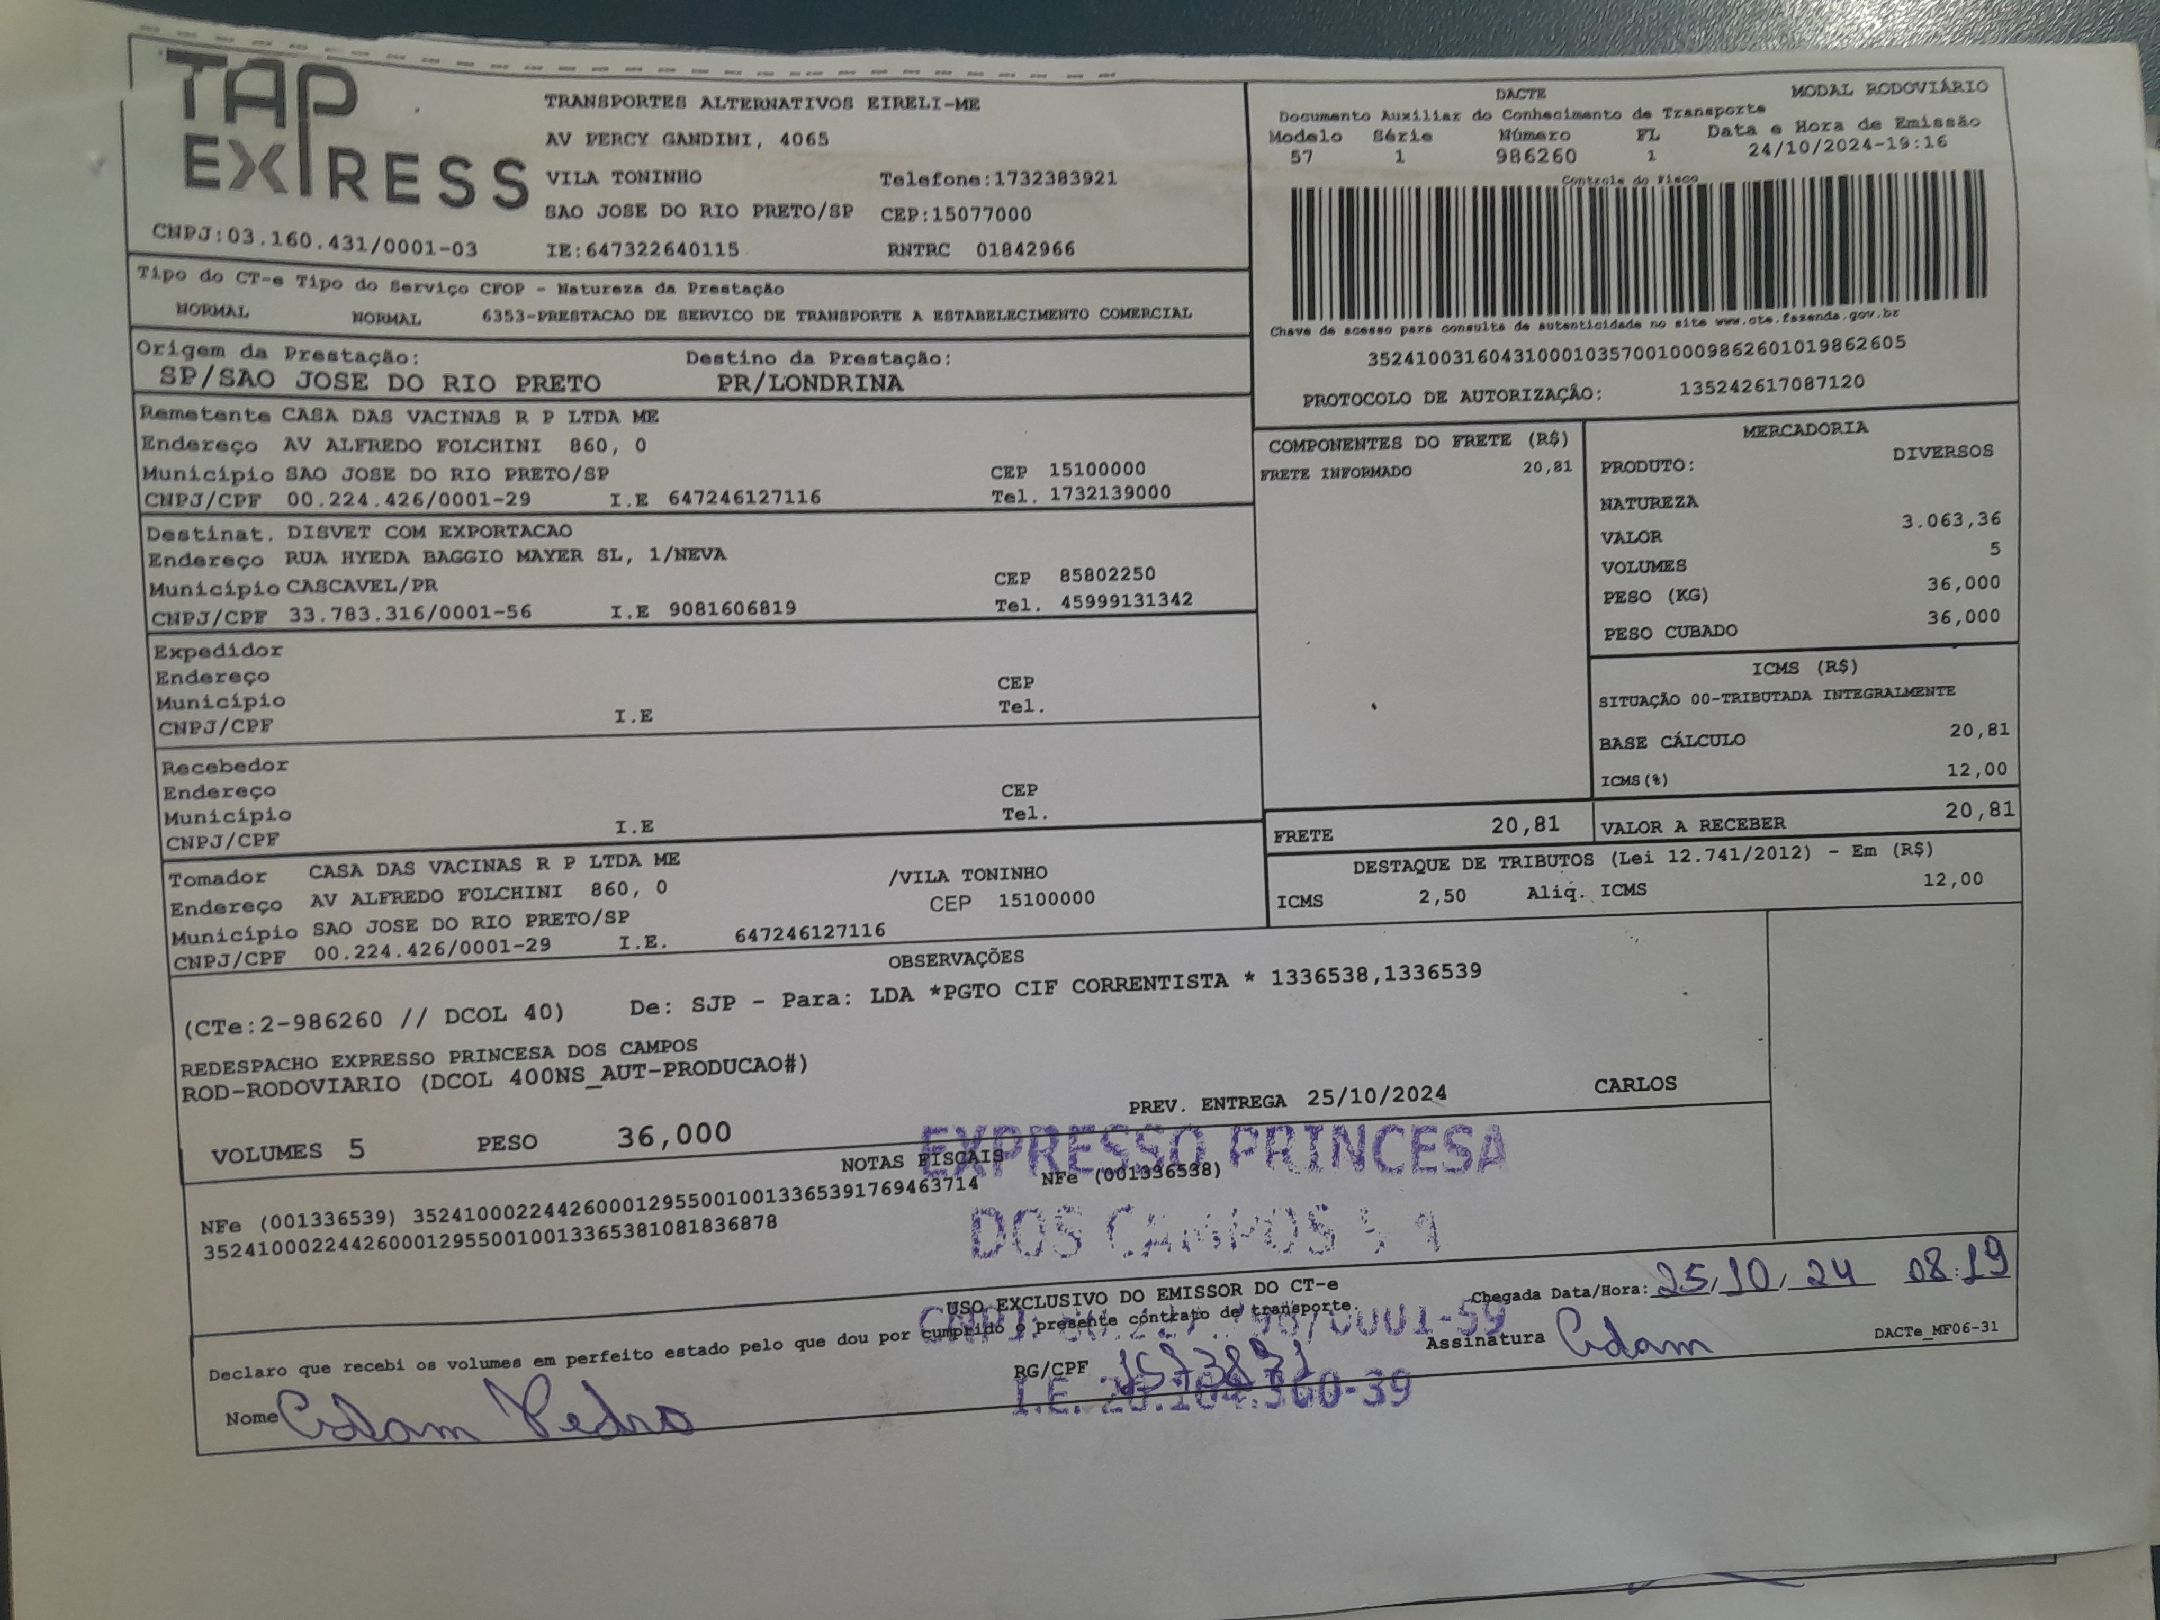 TAP
EXPRESS
CNPJ:03.160.431/0001-03
TRANSPORTES ALTERNATIVOS EIRELI-ME
AV PERCY GANDINI, 4065
VILA TONINHO Telefone:1732383921
SAO JOSE DO RIO PRETO/SP CEP:15077000
IE:647322640115 RNTRC 01842966
DACTE MODAL RODOVIÁRIO
Documento Auxiliar do Conhecimento de Transporte
Modelo Série Número FL Data e Hora de Emissão
57 1 986260 1 24/10/2024-19:16
Controle do Fisco
Chave de acesso para consulta de autenticidade no site www.cte.fazenda.gov.br
35241003160431000103570010009862601019862605
PROTOCOLO DE AUTORIZAÇÃO: 135242617087120
Tipo do CT-e Tipo do Serviço CFOP - Natureza da Prestação
NORMAL NORMAL 6353-PRESTACAO DE SERVICO DE TRANSPORTE A ESTABELECIMENTO COMERCIAL
Origem da Prestação: Destino da Prestação:
SP/SAO JOSE DO RIO PRETO PR/LONDRINA
Remetente CASA DAS VACINAS R P LTDA ME
Endereço AV ALFREDO FOLCHINI 860, 0
Município SAO JOSE DO RIO PRETO/SP CEP 15100000
CNPJ/CPF 00.224.426/0001-29 I.E 647246127116 Tel. 1732139000
Destinat. DISVET COM EXPORTACAO
Endereço RUA HYEDA BAGGIO MAYER SL, 1/NEVA
Município CASCAVEL/PR CEP 85802250
CNPJ/CPF 33.783.316/0001-56 I.E 9081606819 Tel. 45999131342
Expedidor
Endereço CEP
Município Tel.
CNPJ/CPF I.E
Recebedor
Endereço CEP
Município Tel.
CNPJ/CPF I.E
Tomador CASA DAS VACINAS R P LTDA ME
Endereço AV ALFREDO FOLCHINI 860, 0 /VILA TONINHO
Município SAO JOSE DO RIO PRETO/SP CEP 15100000
CNPJ/CPF 00.224.426/0001-29 I.E. 647246127116
COMPONENTES DO FRETE (R$)
FRETE INFORMADO 20,81
MERCADORIA
PRODUTO: DIVERSOS
NATUREZA
VALOR 3.063,36
VOLUMES 5
PESO (KG) 36,000
PESO CUBADO 36,000
ICMS (R$)
SITUAÇÃO 00-TRIBUTADA INTEGRALMENTE
BASE CÁLCULO 20,81
ICMS(%) 12,00
FRETE 20,81 VALOR A RECEBER 20,81
DESTAQUE DE TRIBUTOS (Lei 12.741/2012) - Em (R$)
ICMS 2,50 Aliq. ICMS 12,00
OBSERVAÇÕES
(CTe:2-986260 // DCOL 40) De: SJP - Para: LDA *PGTO CIF CORRENTISTA * 1336538,1336539
REDESPACHO EXPRESSO PRINCESA DOS CAMPOS
ROD-RODOVIARIO (DCOL 400NS_AUT-PRODUCAO#)
PREV. ENTREGA 25/10/2024 CARLOS
VOLUMES 5 PESO 36,000
NOTAS FISCAIS
NFe (001336539) 35241000224426000129550010013365391769463714 NFe (001336538)
35241000224426000129550010013365381081836878
EXPRESSO PRINCESA
DOS CAMPOS
USO EXCLUSIVO DO EMISSOR DO CT-e
Declaro que recebi os volumes em perfeito estado pelo que dou por cumprido o presente contrato de transporte.
Chegada Data/Hora: 25/10/24 08:19
CNPJ: /0001-59
Nome Adam Pedro RG/CPF Assinatura Adam
I.E. 360-39
DACTe_MF06-31